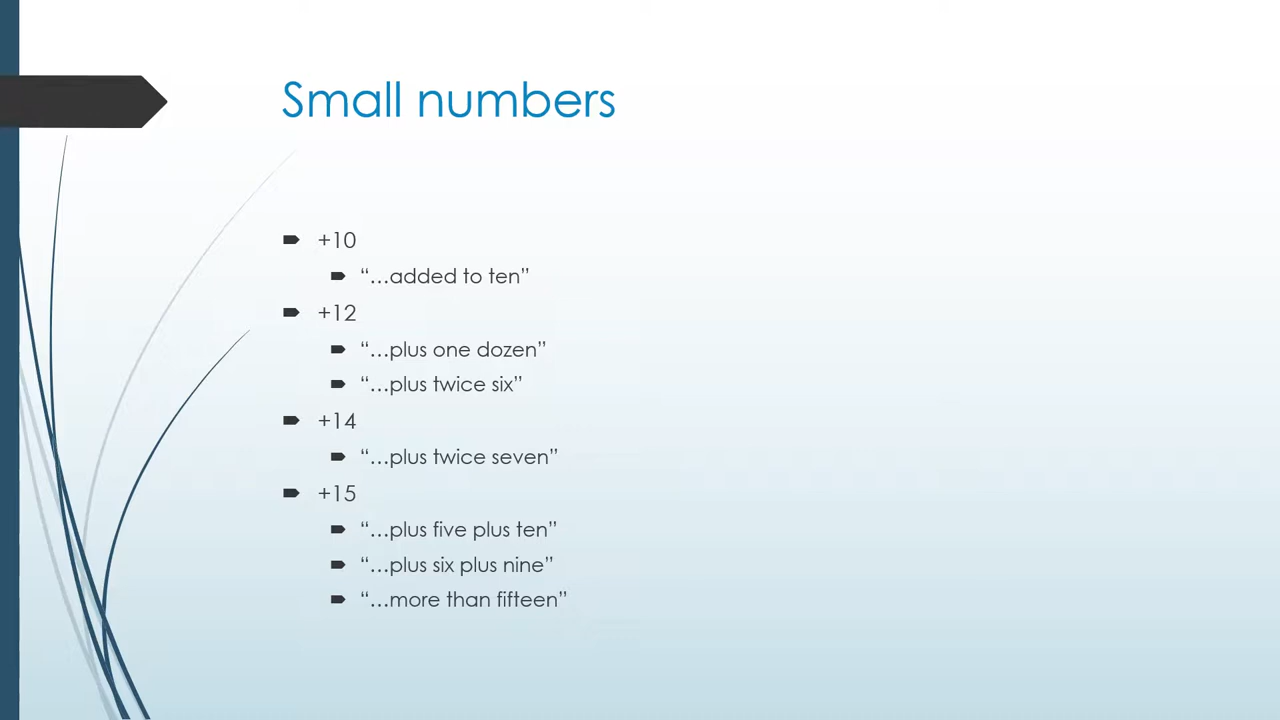 Small numbers
+10
“…added to ten”
+12
“…plus one dozen”
“…plus twice six”
+14
“…plus twice seven”
+15
“…plus five plus ten”
“…plus six plus nine”
“…more than fifteen”